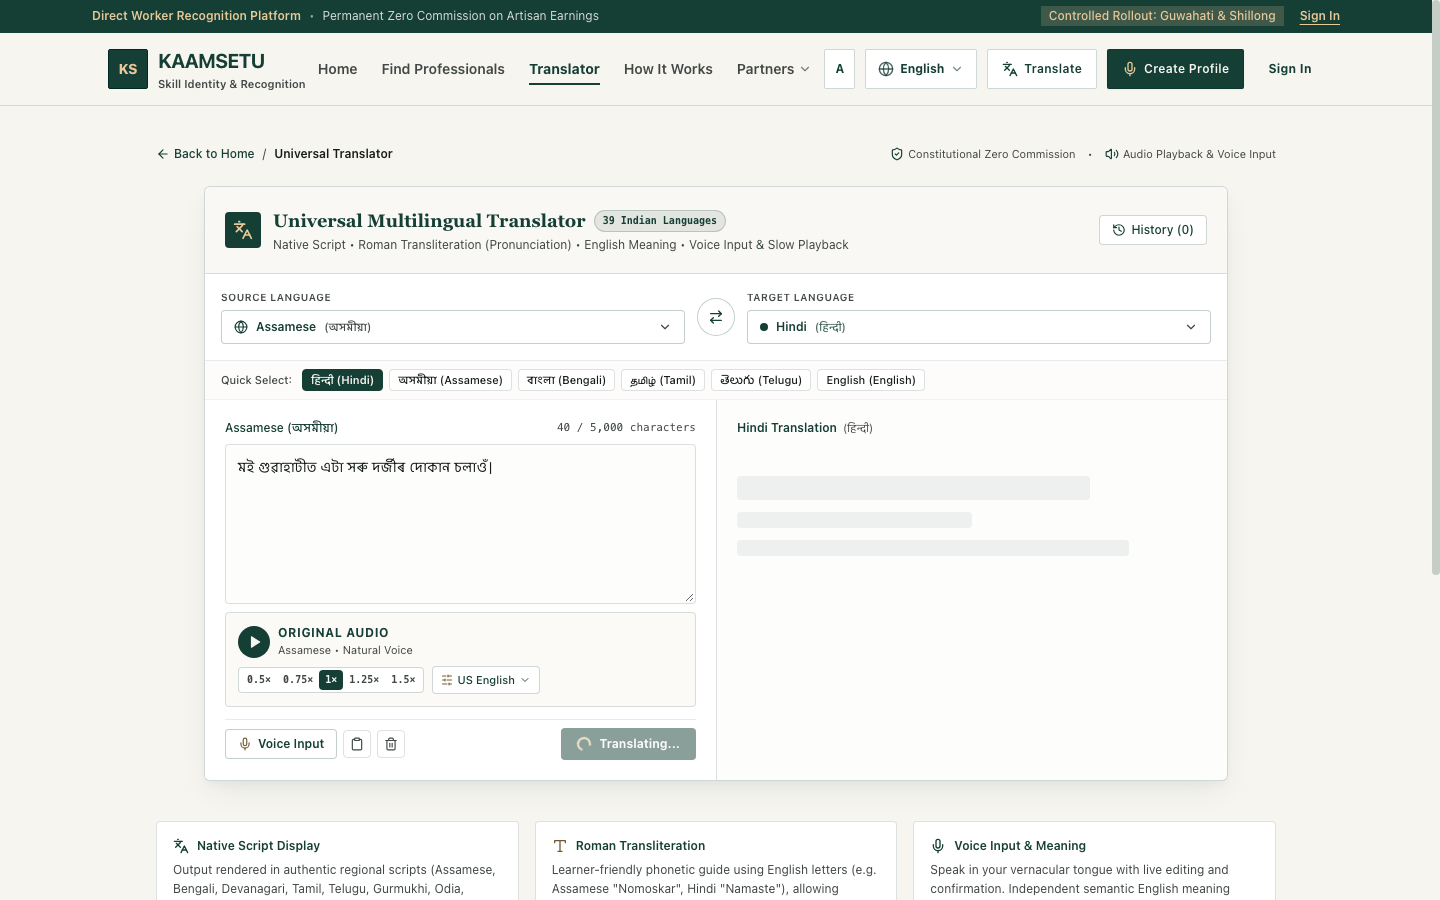 Direct Worker Recognition Platform • Permanent Zero Commission on Artisan Earnings
Controlled Rollout: Guwahati & Shillong Sign In
KS KAAMSETU
Skill Identity & Recognition
Home Find Professionals Translator How It Works Partners A English Translate Create Profile Sign In
Back to Home / Universal Translator
Constitutional Zero Commission • Audio Playback & Voice Input
Universal Multilingual Translator 39 Indian Languages
Native Script • Roman Transliteration (Pronunciation) • English Meaning • Voice Input & Slow Playback
History (0)
SOURCE LANGUAGE
Assamese (অসমীয়া)
TARGET LANGUAGE
Hindi (हिन्दी)
Quick Select: हिन्दी (Hindi) অসমীয়া (Assamese) বাংলা (Bengali) தமிழ் (Tamil) తెలుగు (Telugu) English (English)
Assamese (অসমীয়া) 40 / 5,000 characters
মই গুৱাহাটীত এটা সৰু দৰ্জীৰ দোকান চলাওঁ
ORIGINAL AUDIO
Assamese • Natural Voice
0.5× 0.75× 1× 1.25× 1.5× US English
Voice Input Translating...
Hindi Translation (हिन्दी)
Native Script Display
Output rendered in authentic regional scripts (Assamese,
Bengali, Devanagari, Tamil, Telugu, Gurmukhi, Odia,
Roman Transliteration
Learner-friendly phonetic guide using English letters (e.g.
Assamese "Nomoskar", Hindi "Namaste"), allowing
Voice Input & Meaning
Speak in your vernacular tongue with live editing and
confirmation. Independent semantic English meaning